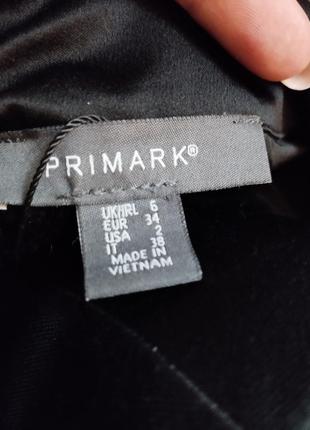 PRIMARK®
UK/IRL 6
EUR 34
USA 2
IT 38
MADE IN
VIETNAM